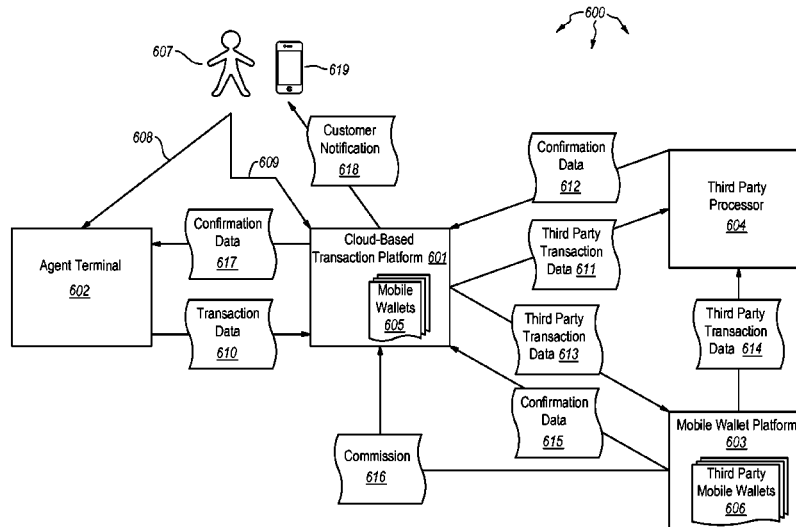 600
607
619
608
609
Customer
Notification
618
Confirmation
Data
612
Third Party
Processor
604
Agent Terminal
602
Confirmation
Data
617
Transaction
Data
610
Cloud-Based
Transaction Platform 601
Mobile
Wallets
605
Third Party
Transaction
Data 611
Third Party
Transaction
Data 613
Third Party
Transaction
Data 614
Confirmation
Data
615
Commission
616
Mobile Wallet Platform
603
Third Party
Mobile Wallets
606